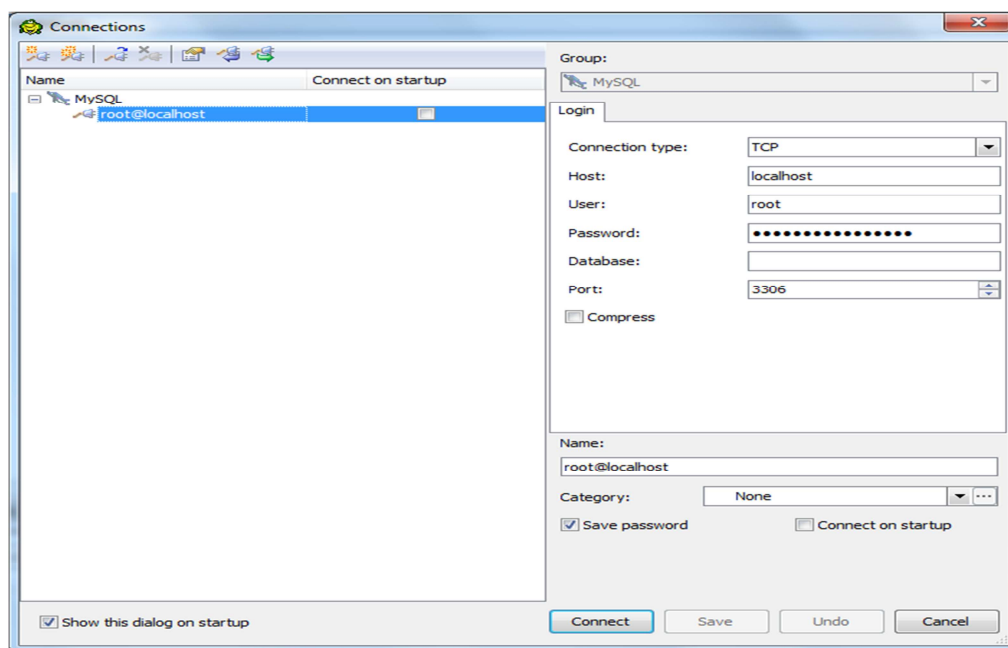 Connections
Name Connect on startup
MySQL
root@localhost
Show this dialog on startup
Group:
MySQL
Login
Connection type: TCP
Host: localhost
User: root
Password: ••••••••••••••••
Database:
Port: 3306
Compress
Name:
root@localhost
Category: None ...
Save password Connect on startup
Connect Save Undo Cancel